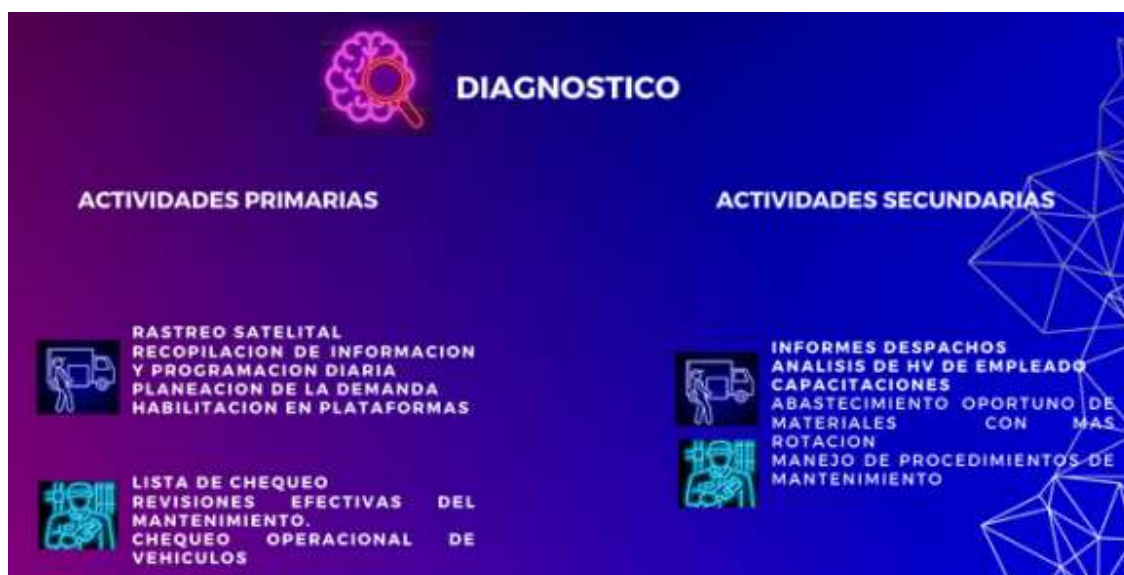 DIAGNOSTICO
ACTIVIDADES PRIMARIAS
RASTREO SATELITAL
RECOPILACION DE INFORMACION
Y PROGRAMACION DIARIA
PLANEACION DE LA DEMANDA
HABILITACION EN PLATAFORMAS
LISTA DE CHEQUEO
REVISIONES EFECTIVAS DEL
MANTENIMIENTO.
CHEQUEO OPERACIONAL DE
VEHICULOS
ACTIVIDADES SECUNDARIAS
INFORMES DESPACHOS
ANALISIS DE HV DE EMPLEADO
CAPACITACIONES
ABASTECIMIENTO OPORTUNO DE
MATERIALES CON MAS
ROTACION
MANEJO DE PROCEDIMIENTOS DE
MANTENIMIENTO